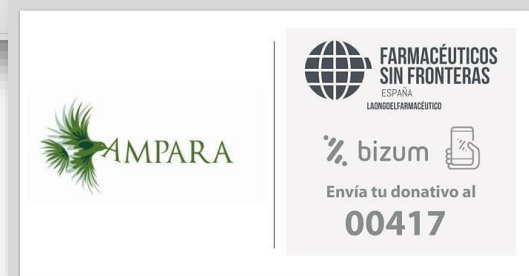 AMPARA
FARMACÉUTICOS
SIN FRONTERAS
ESPAÑA
LAONGDELFARMACÉUTICO
bizum
Envía tu donativo al
00417